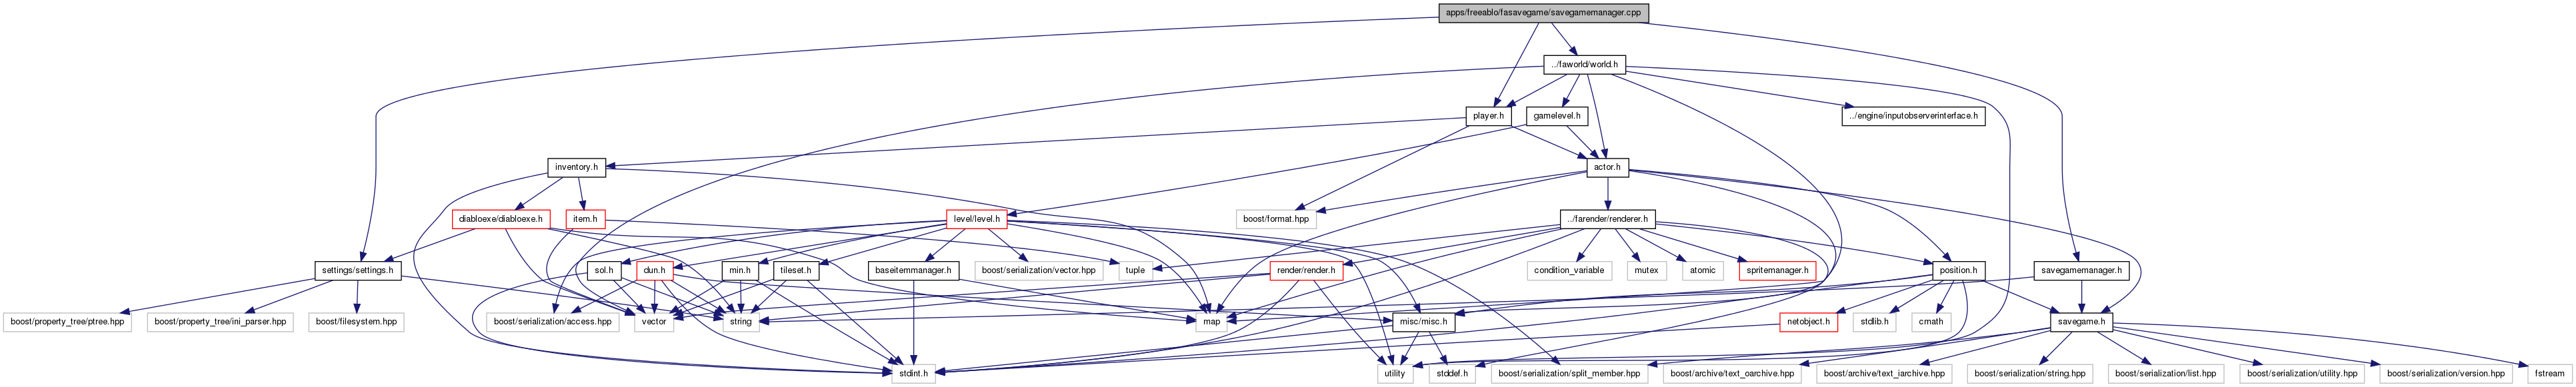 apps/freeablo/fasavegame/savegamemanager.cpp
../faworld/world.h
player.h
gamelevel.h
../engine/inputobserverinterface.h
inventory.h
actor.h
diabloexe/diabloexe.h
item.h
level/level.h
boost/format.hpp
../farender/renderer.h
settings/settings.h
sol.h
dun.h
min.h
tileset.h
baseitemmanager.h
boost/serialization/vector.hpp
tuple
render/render.h
condition_variable
mutex
atomic
spritemanager.h
position.h
savegamemanager.h
boost/property_tree/ptree.hpp
boost/property_tree/ini_parser.hpp
boost/filesystem.hpp
boost/serialization/access.hpp
vector
string
map
misc/misc.h
netobject.h
stdlib.h
cmath
savegame.h
stdint.h
utility
stddef.h
boost/serialization/split_member.hpp
boost/archive/text_oarchive.hpp
boost/archive/text_iarchive.hpp
boost/serialization/string.hpp
boost/serialization/list.hpp
boost/serialization/utility.hpp
boost/serialization/version.hpp
fstream